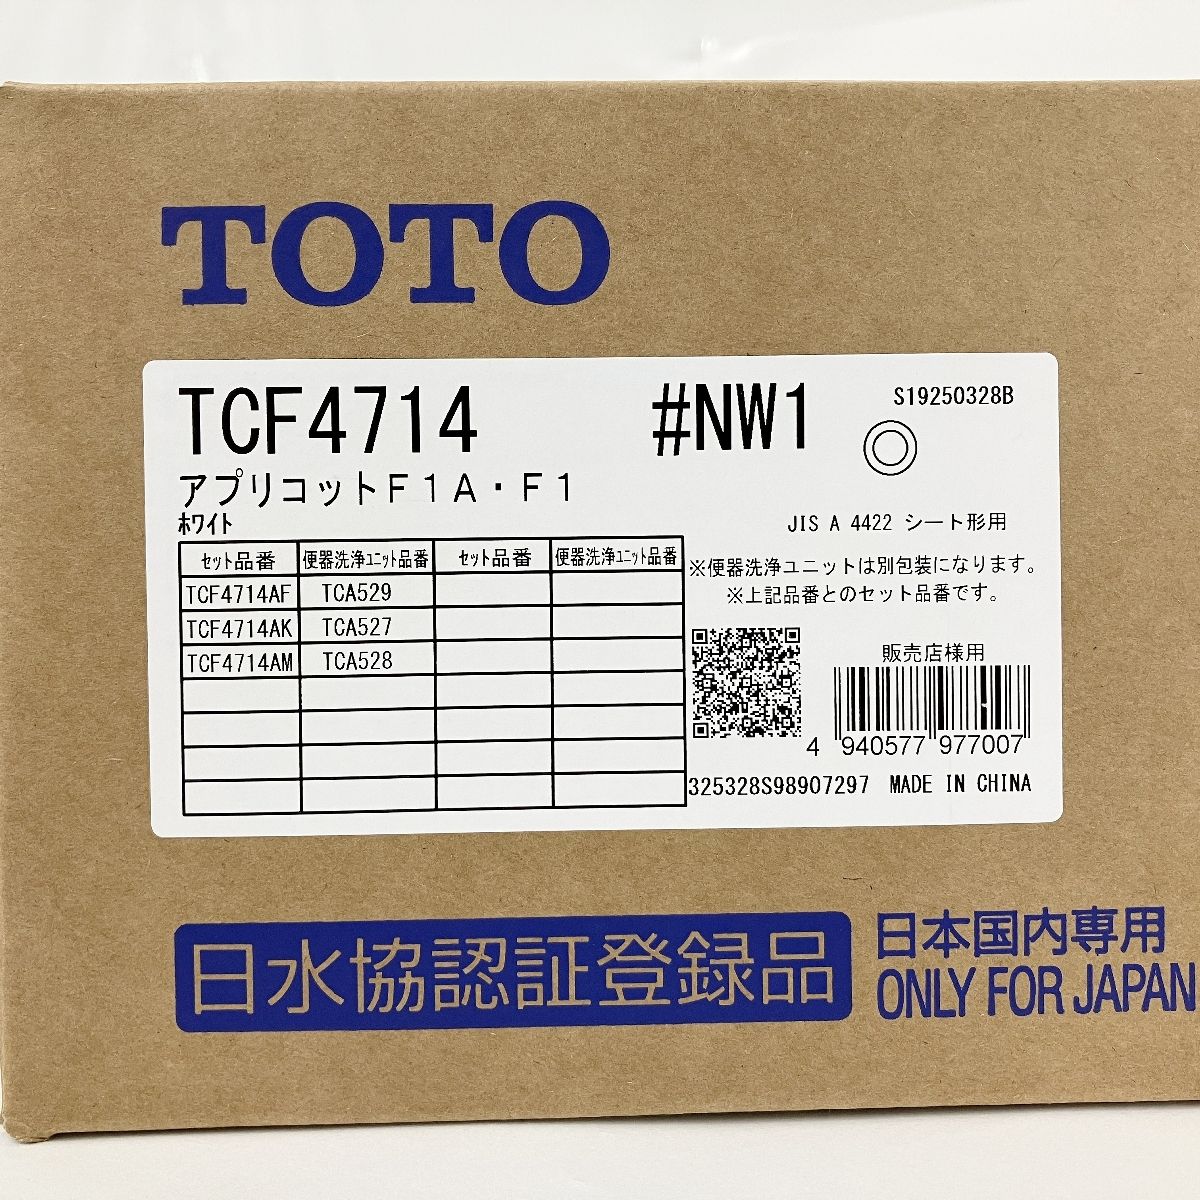 TOTO
TCF4714 #NW1 S19250328B
アプリコットF1A・F1
ホワイト
JIS A 4422 シート形用
セット品番 便器洗浄ユニット品番 セット品番 便器洗浄ユニット品番
TCF4714AF TCA529
TCF4714AK TCA527
TCF4714AM TCA528
※便器洗浄ユニットは別包装になります。
※上記品番とのセット品番です。
販売店様用
4 940577 977007
325328S98907297 MADE IN CHINA
日水協認証登録品
日本国内専用
ONLY FOR JAPAN